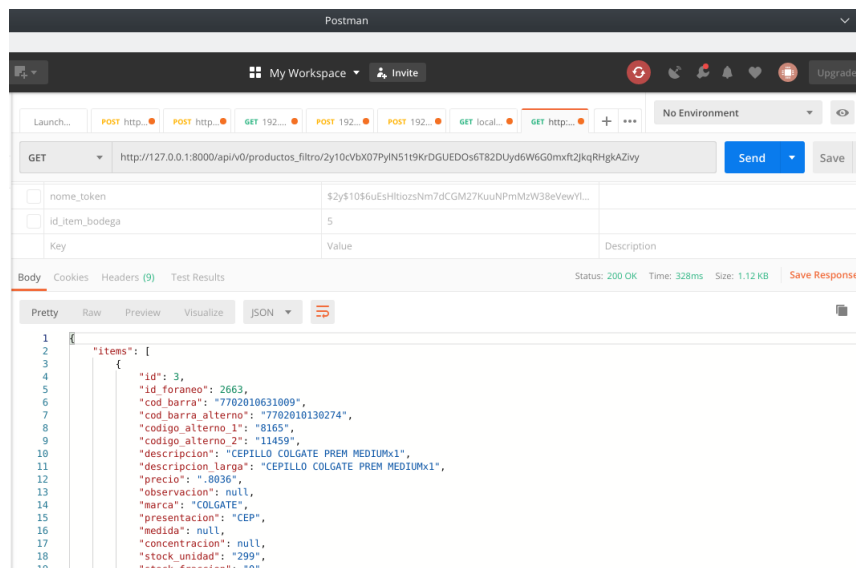 Postman
My Workspace
Invite
Upgrade
Launch...
POST http...
POST http...
GET 192....
POST 192...
POST 192...
GET local...
GET http:...
No Environment
GET
http://127.0.0.1:8000/api/v0/productos_filtro/2y10cVbX07PylN51t9KrDGUEDOs6T82DUyd6W6G0mxft2JkqRHgkAZivy
Send
Save
nome_token $2y$10$6uEsHltiozsNm7dCGM27KuuNPmMzW38eVewYl...
id_item_bodega 5
Key Value Description
Body Cookies Headers (9) Test Results Status: 200 OK Time: 328ms Size: 1.12 KB Save Response
Pretty Raw Preview Visualize JSON
1 {
2 "items": [
3 {
4 "id": 3,
5 "id_foraneo": 2663,
6 "cod_barra": "7702010631009",
7 "cod_barra_alterno": "7702010130274",
8 "codigo_alterno_1": "8165",
9 "codigo_alterno_2": "11459",
10 "descripcion": "CEPILLO COLGATE PREM MEDIUMx1",
11 "descripcion_larga": "CEPILLO COLGATE PREM MEDIUMx1",
12 "precio": ".8036",
13 "observacion": null,
14 "marca": "COLGATE",
15 "presentacion": "CEP",
16 "medida": null,
17 "concentracion": null,
18 "stock_unidad": "299",